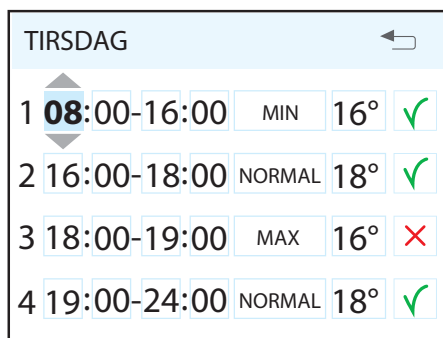 TIRSDAG
1 08:00-16:00 MIN 16°
2 16:00-18:00 NORMAL 18°
3 18:00-19:00 MAX 16°
4 19:00-24:00 NORMAL 18°